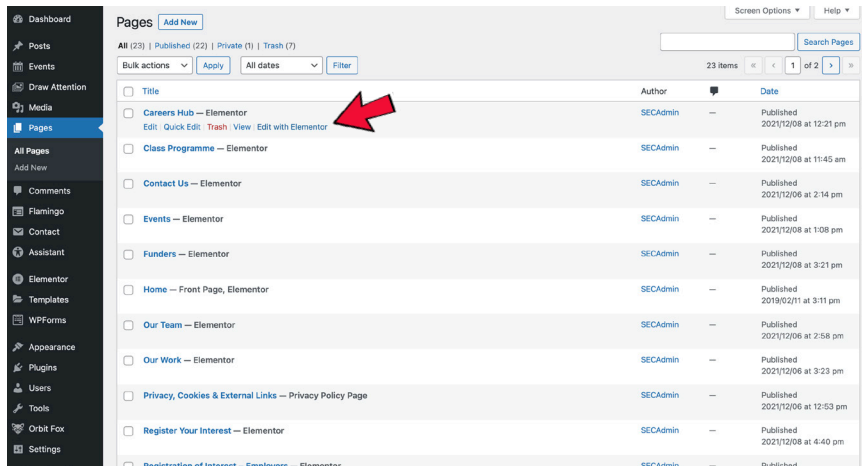 Dashboard
Posts
Events
Draw Attention
Media
Pages
All Pages
Add New
Comments
Flamingo
Contact
Assistant
Elementor
Templates
WPForms
Appearance
Plugins
Users
Tools
Orbit Fox
Settings
Screen Options ▼ Help ▼
Pages Add New
All (23) | Published (22) | Private (1) | Trash (7)
Search Pages
Bulk actions Apply All dates Filter 23 items « ‹ 1 of 2 › »
Title Author Date
Careers Hub — Elementor SECAdmin — Published
Edit | Quick Edit | Trash | View | Edit with Elementor 2021/12/08 at 12:21 pm
Class Programme — Elementor SECAdmin — Published
2021/12/08 at 11:45 am
Contact Us — Elementor SECAdmin — Published
2021/12/06 at 2:14 pm
Events — Elementor SECAdmin — Published
2021/12/08 at 1:08 pm
Funders — Elementor SECAdmin — Published
2021/12/08 at 3:21 pm
Home — Front Page, Elementor SECAdmin — Published
2019/02/11 at 3:11 pm
Our Team — Elementor SECAdmin — Published
2021/12/06 at 2:58 pm
Our Work — Elementor SECAdmin — Published
2021/12/06 at 3:23 pm
Privacy, Cookies & External Links — Privacy Policy Page SECAdmin — Published
2021/12/06 at 12:53 pm
Register Your Interest — Elementor SECAdmin — Published
2021/12/08 at 4:40 pm
Registration of Interest – Employers — Elementor SECAdmin — Published